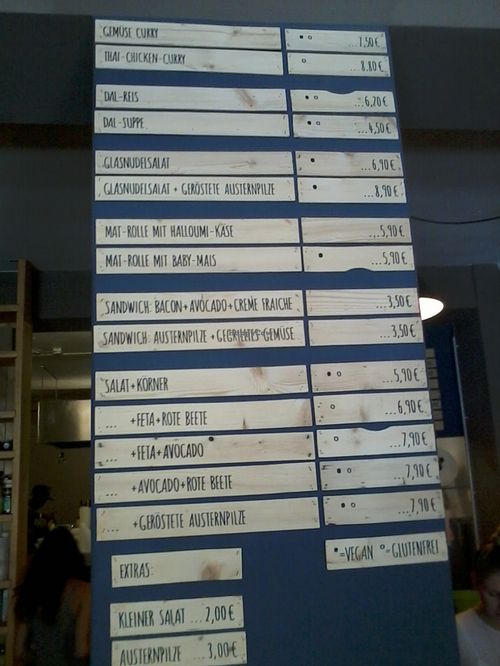 GEMÜSE CURRY ■ o ...7,50 €
THAI-CHICKEN-CURRY o ...8,80 €
DAL-REIS ■ o ...6,20 €
DAL-SUPPE ■ o ...4,50 €
GLASNUDELSALAT ■ ...6,90 €
GLASNUDELSALAT + GERÖSTETE AUSTERNPILZE ■ ...8,90 €
MAT-ROLLE MIT HALLOUMI-KÄSE ...5,90 €
MAT-ROLLE MIT BABY-MAIS ■ ...5,90 €
SANDWICH: BACON+AVOCADO+CREME FRAICHE ...3,50 €
SANDWICH: AUSTERNPILZE + GEGRILLTES GEMÜSE ...3,50 €
SALAT+KÖRNER ■ o ...5,90 €
... +FETA+ROTE BEETE o ...6,90 €
... +FETA+AVOCADO o ...7,90 €
... +AVOCADO+ROTE BEETE ■ o ...7,90 €
... +GERÖSTETE AUSTERNPILZE ■ o ...7,90 €
■=VEGAN o=GLUTENFREI
EXTRAS:
KLEINER SALAT ...2,00 €
AUSTERNPILZE ...3,00 €